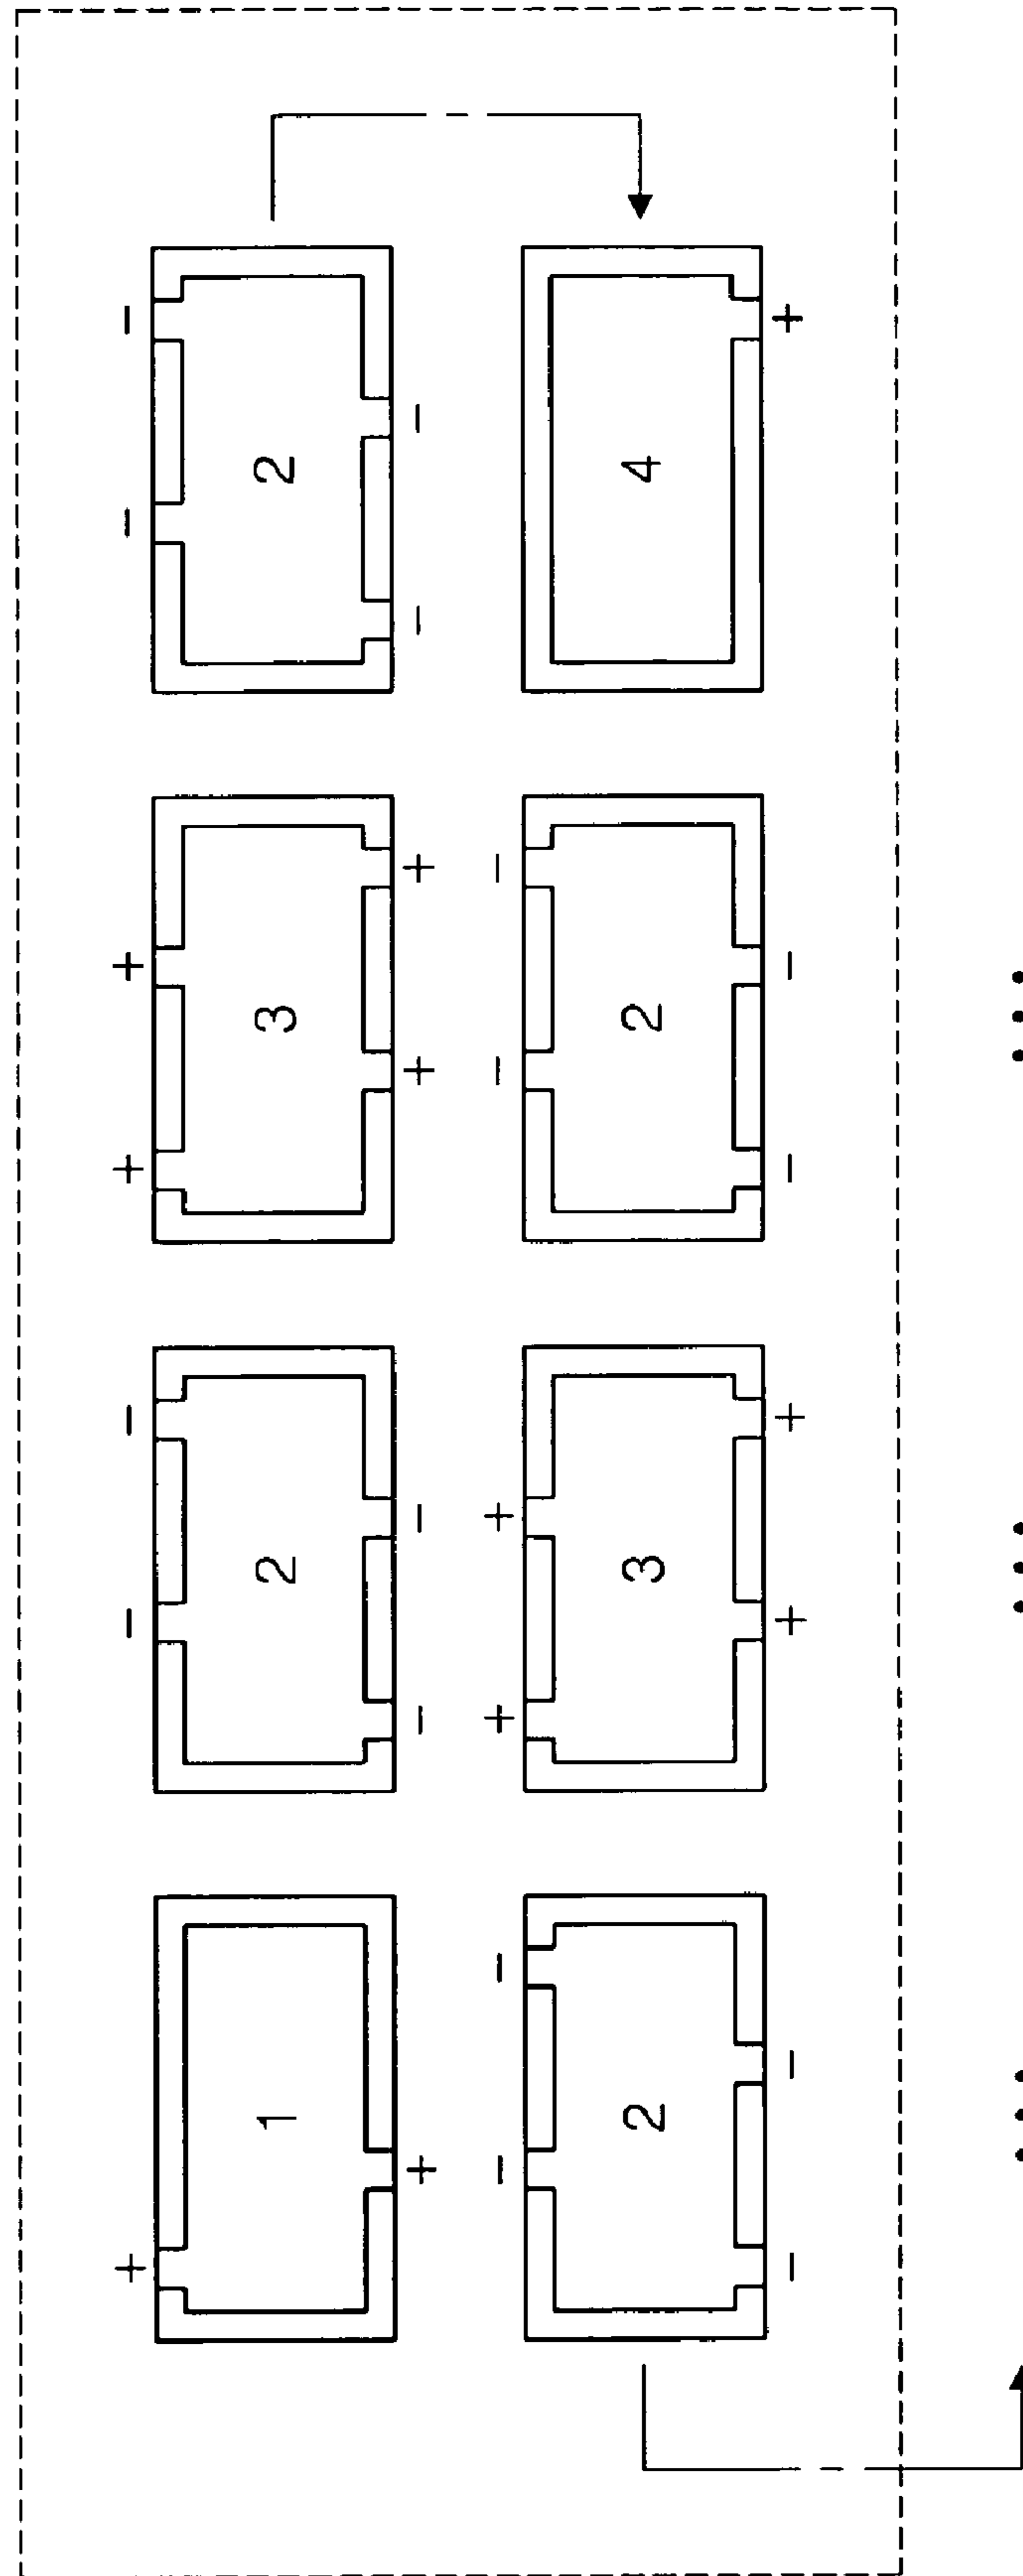 + − − + + − −
1 2 3 2
+ − − + + − −
− − + + − −
2 3 2 4
− − + + − − +